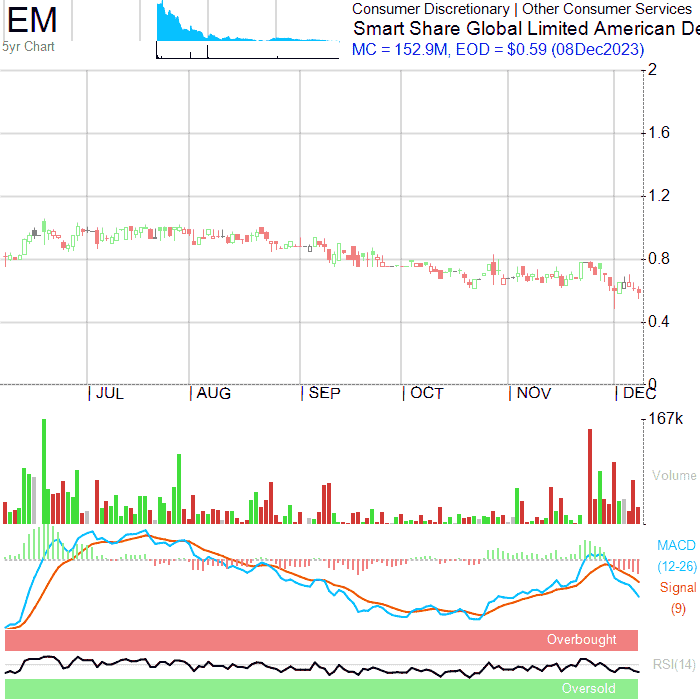 EM
5yr Chart
Consumer Discretionary | Other Consumer Services
Smart Share Global Limited American De
MC = 152.9M, EOD = $0.59 (08Dec2023)
2
1.6
1.2
0.8
0.4
0
JUL AUG SEP OCT NOV DEC
167k
Volume
MACD
(12-26)
Signal
(9)
Overbought
RSI(14)
Oversold